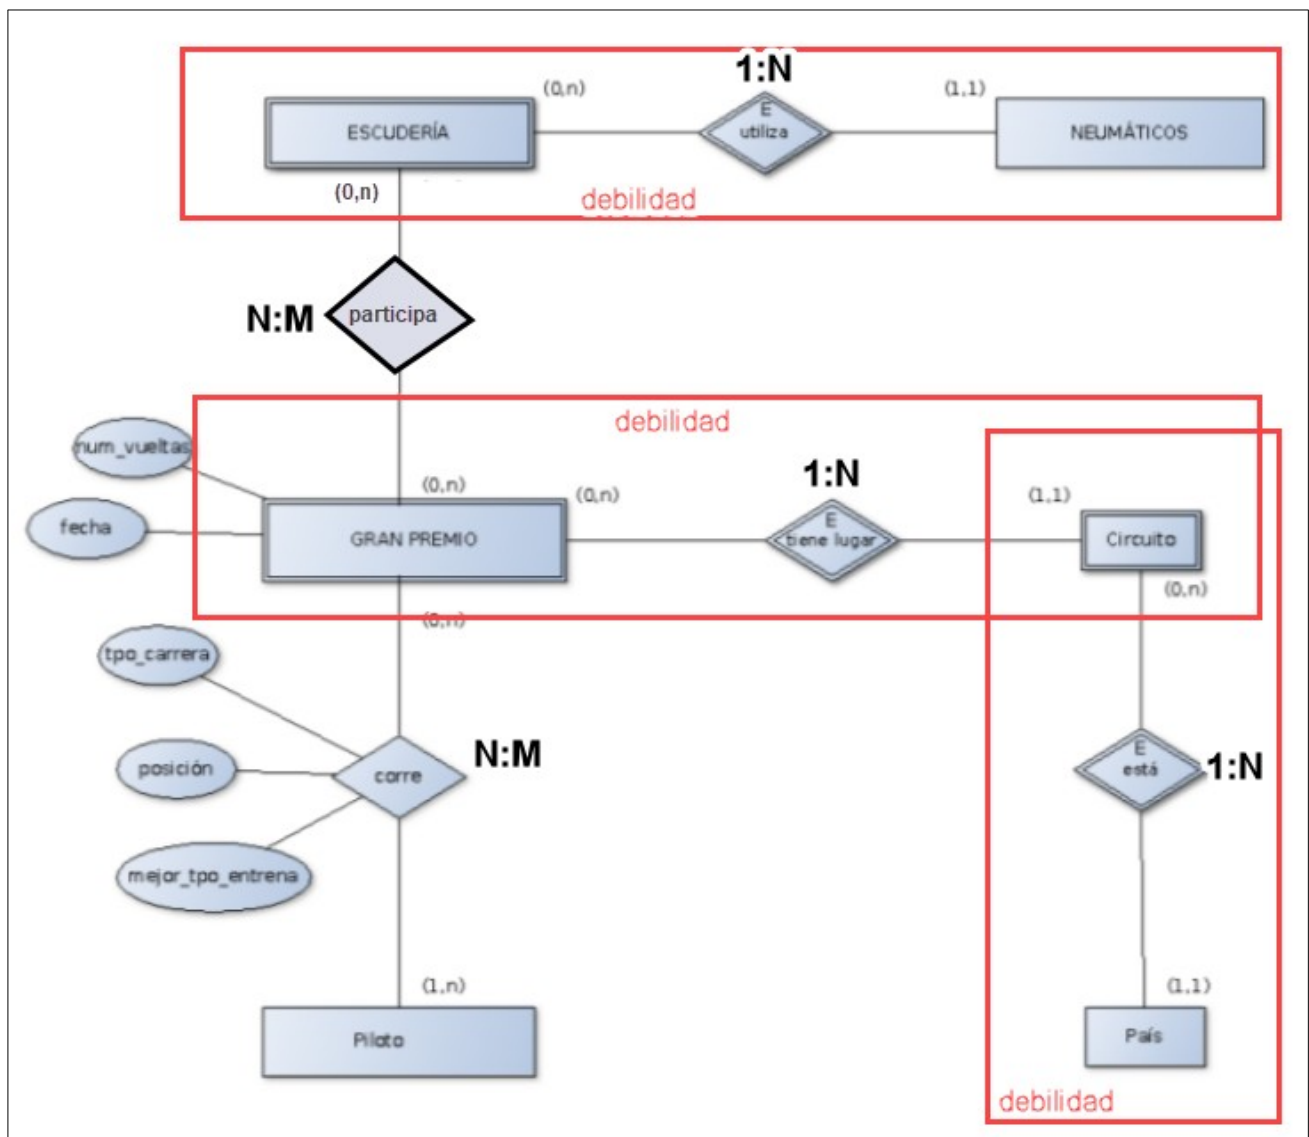 1:N
(0,n)
(1,1)
ESCUDERÍA
E
utiliza
NEUMÁTICOS
(0,n)
debilidad
N:M
participa
debilidad
num_vueltas
1:N
(0,n)
(0,n)
(1,1)
fecha
GRAN PREMIO
E
tiene lugar
Circuito
(0,n)
(0,n)
tpo_carrera
N:M
posición
corre
E
está
1:N
mejor_tpo_entrena
(1,n)
(1,1)
Piloto
País
debilidad